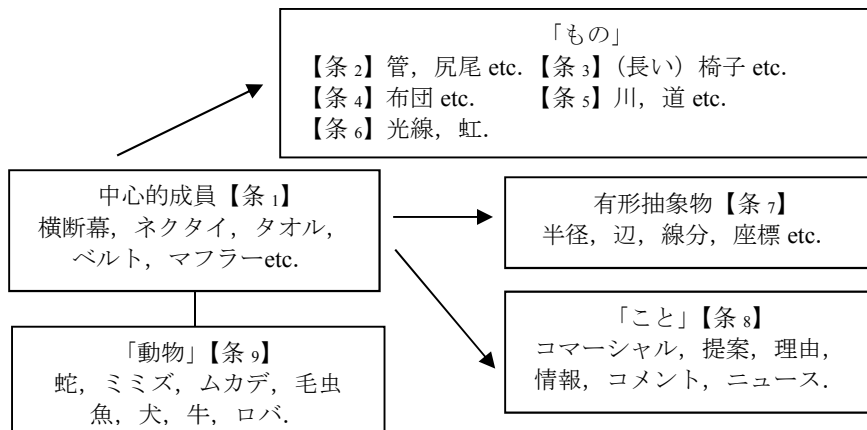 「もの」
【条 2】管，尻尾 etc. 【条 3】（長い）椅子 etc.
【条 4】布団 etc. 【条 5】川，道 etc.
【条 6】光線，虹．
中心的成員【条 1】
横断幕，ネクタイ，タオル，
ベルト，マフラーetc.
有形抽象物【条 7】
半径，辺，線分，座標 etc.
「こと」【条 8】
コマーシャル，提案，理由，
情報，コメント，ニュース．
「動物」【条 9】
蛇，ミミズ，ムカデ，毛虫
魚，犬，牛，ロバ．